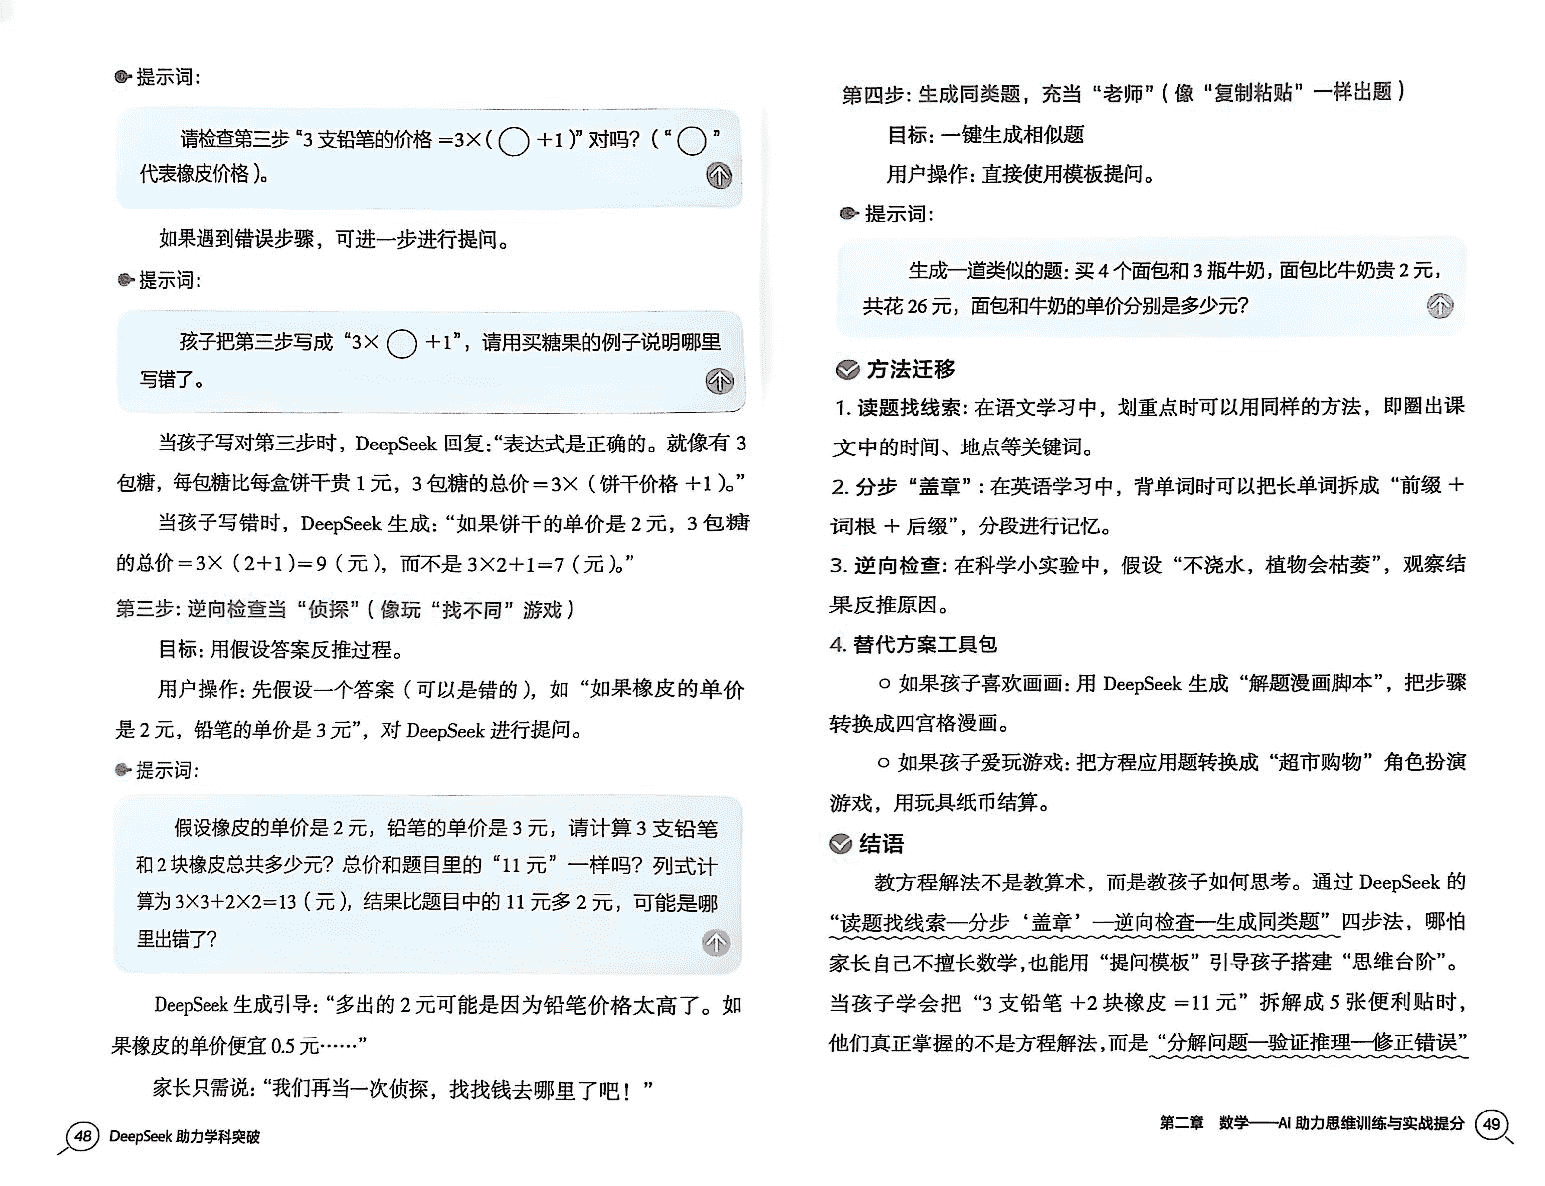 提示词：
请检查第三步“3 支铅笔的价格 =3×(◯+1)”对吗？(“◯”
代表橡皮价格)。
如果遇到错误步骤，可进一步进行提问。
提示词：
孩子把第三步写成“3×◯+1”，请用买糖果的例子说明哪里
写错了。
当孩子写对第三步时，DeepSeek 回复：“表达式是正确的。就像有 3
包糖，每包糖比每盒饼干贵 1 元，3 包糖的总价 =3×（饼干价格 +1）。”
当孩子写错时，DeepSeek 生成：“如果饼干的单价是 2 元，3 包糖
的总价 =3×（2+1）=9（元），而不是 3×2+1=7（元）。”
第三步：逆向检查当“侦探”（像玩“找不同”游戏）
目标：用假设答案反推过程。
用户操作：先假设一个答案（可以是错的），如“如果橡皮的单价
是 2 元，铅笔的单价是 3 元”，对 DeepSeek 进行提问。
提示词：
假设橡皮的单价是 2 元，铅笔的单价是 3 元，请计算 3 支铅笔
和 2 块橡皮总共多少元？总价和题目里的“11 元”一样吗？列式计
算为 3×3+2×2=13（元），结果比题目中的 11 元多 2 元，可能是哪
里出错了？
DeepSeek 生成引导：“多出的 2 元可能是因为铅笔价格太高了。如
果橡皮的单价便宜 0.5 元……”
家长只需说：“我们再当一次侦探，找找钱去哪里了吧！”
48 DeepSeek 助力学科突破
第四步：生成同类题，充当“老师”（像“复制粘贴”一样出题）
目标：一键生成相似题
用户操作：直接使用模板提问。
提示词：
生成一道类似的题：买 4 个面包和 3 瓶牛奶，面包比牛奶贵 2 元，
共花 26 元，面包和牛奶的单价分别是多少元？
方法迁移
1. 读题找线索：在语文学习中，划重点时可以用同样的方法，即圈出课
文中的时间、地点等关键词。
2. 分步“盖章”：在英语学习中，背单词时可以把长单词拆成“前缀 +
词根 + 后缀”，分段进行记忆。
3. 逆向检查：在科学小实验中，假设“不浇水，植物会枯萎”，观察结
果反推原因。
4. 替代方案工具包
○ 如果孩子喜欢画画：用 DeepSeek 生成“解题漫画脚本”，把步骤
转换成四宫格漫画。
○ 如果孩子爱玩游戏：把方程应用题转换成“超市购物”角色扮演
游戏，用玩具纸币结算。
结语
教方程解法不是教算术，而是教孩子如何思考。通过 DeepSeek 的
“读题找线索—分步‘盖章’—逆向检查—生成同类题”四步法，哪怕
家长自己不擅长数学，也能用“提问模板”引导孩子搭建“思维台阶”。
当孩子学会把“3 支铅笔 +2 块橡皮 =11 元”拆解成 5 张便利贴时，
他们真正掌握的不是方程解法，而是“分解问题—验证推理—修正错误”
第二章 数学——AI 助力思维训练与实战提分 49